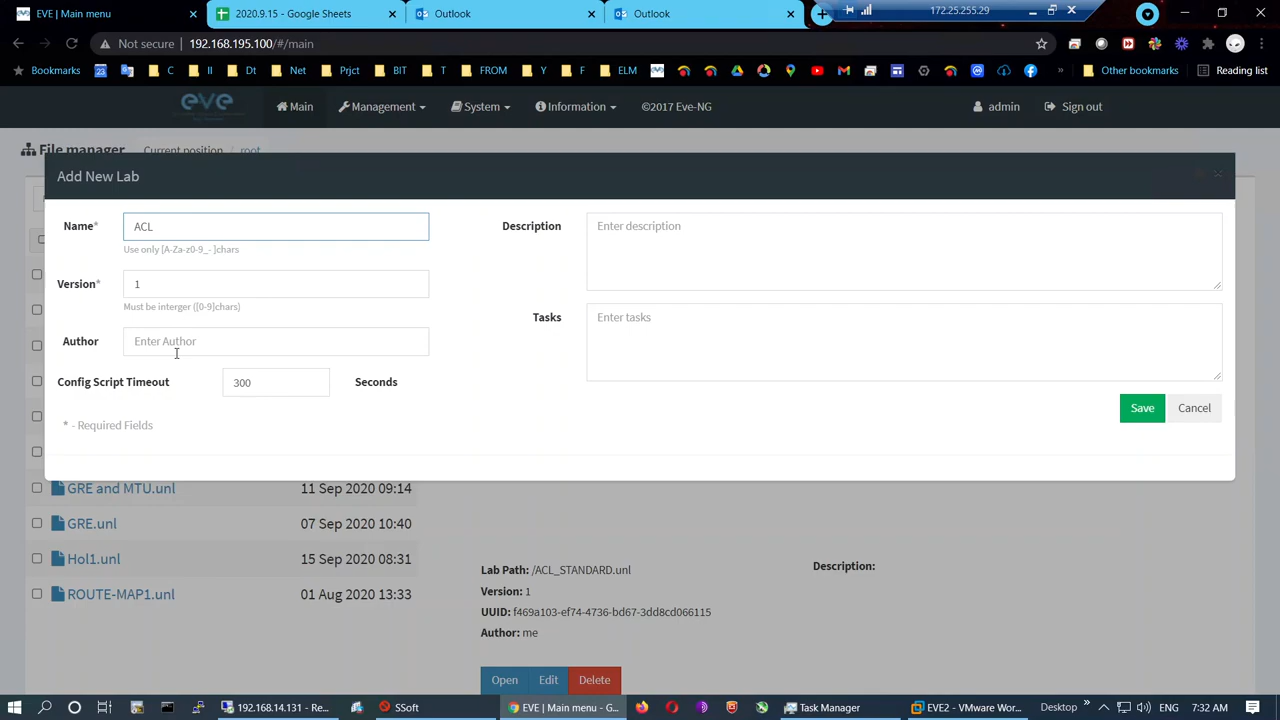 EVE | Main menu
2020.9.15 - Google Sheets
Outlook
Outlook
172.25.255.29
Not secure
192.168.195.100/#/main
Bookmarks
23
C
II
Dt
Net
Prjct
BIT
T
FROM
Y
F
ELM
»
Other bookmarks
Reading list
eve
Main
Management
System
Information
©2017 Eve-NG
admin
Sign out
File manager
Current position / root
Add New Lab
Name*
ACL
Use only [A-Za-z0-9_- ]chars
Version*
1
Must be interger ([0-9]chars)
Author
Enter Author
Config Script Timeout
300
Seconds
* - Required Fields
Description
Enter description
Tasks
Enter tasks
Save
Cancel
GRE and MTU.unl
11 Sep 2020 09:14
GRE.unl
07 Sep 2020 10:40
Hol1.unl
15 Sep 2020 08:31
ROUTE-MAP1.unl
01 Aug 2020 13:33
Lab Path: /ACL_STANDARD.unl
Version: 1
UUID: f469a103-ef74-4736-bd67-3dd8cd066115
Author: me
Description:
Open
Edit
Delete
192.168.14.131 - Re...
SSoft
EVE | Main menu - G...
Task Manager
EVE2 - VMware Wo...
Desktop
»
7:32 AM